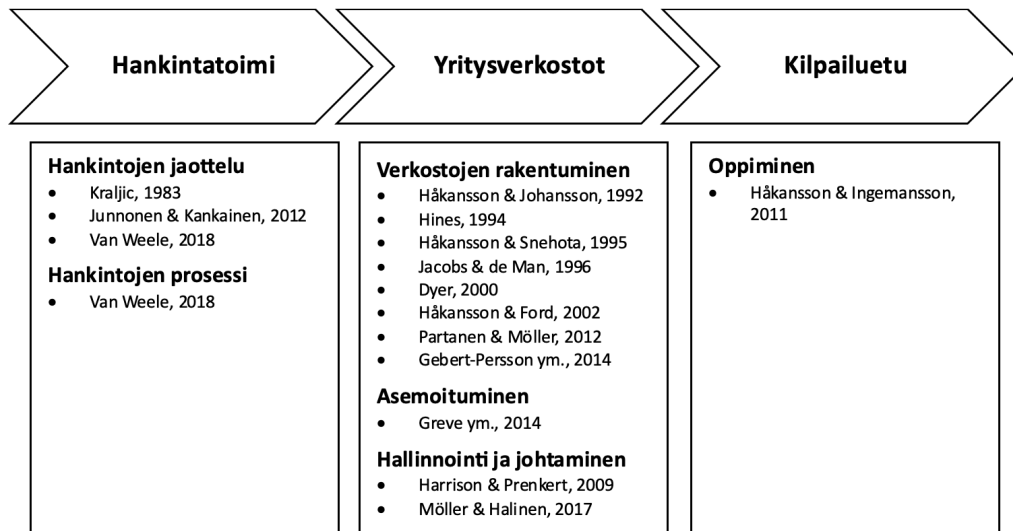 Hankintatoimi
Yritysverkostot
Kilpailuetu
Hankintojen jaottelu
• Kraljic, 1983
• Junnonen & Kankainen, 2012
• Van Weele, 2018
Hankintojen prosessi
• Van Weele, 2018
Verkostojen rakentuminen
• Håkansson & Johansson, 1992
• Hines, 1994
• Håkansson & Snehota, 1995
• Jacobs & de Man, 1996
• Dyer, 2000
• Håkansson & Ford, 2002
• Partanen & Möller, 2012
• Gebert-Persson ym., 2014
Asemoituminen
• Greve ym., 2014
Hallinnointi ja johtaminen
• Harrison & Prenkert, 2009
• Möller & Halinen, 2017
Oppiminen
• Håkansson & Ingemansson,
2011